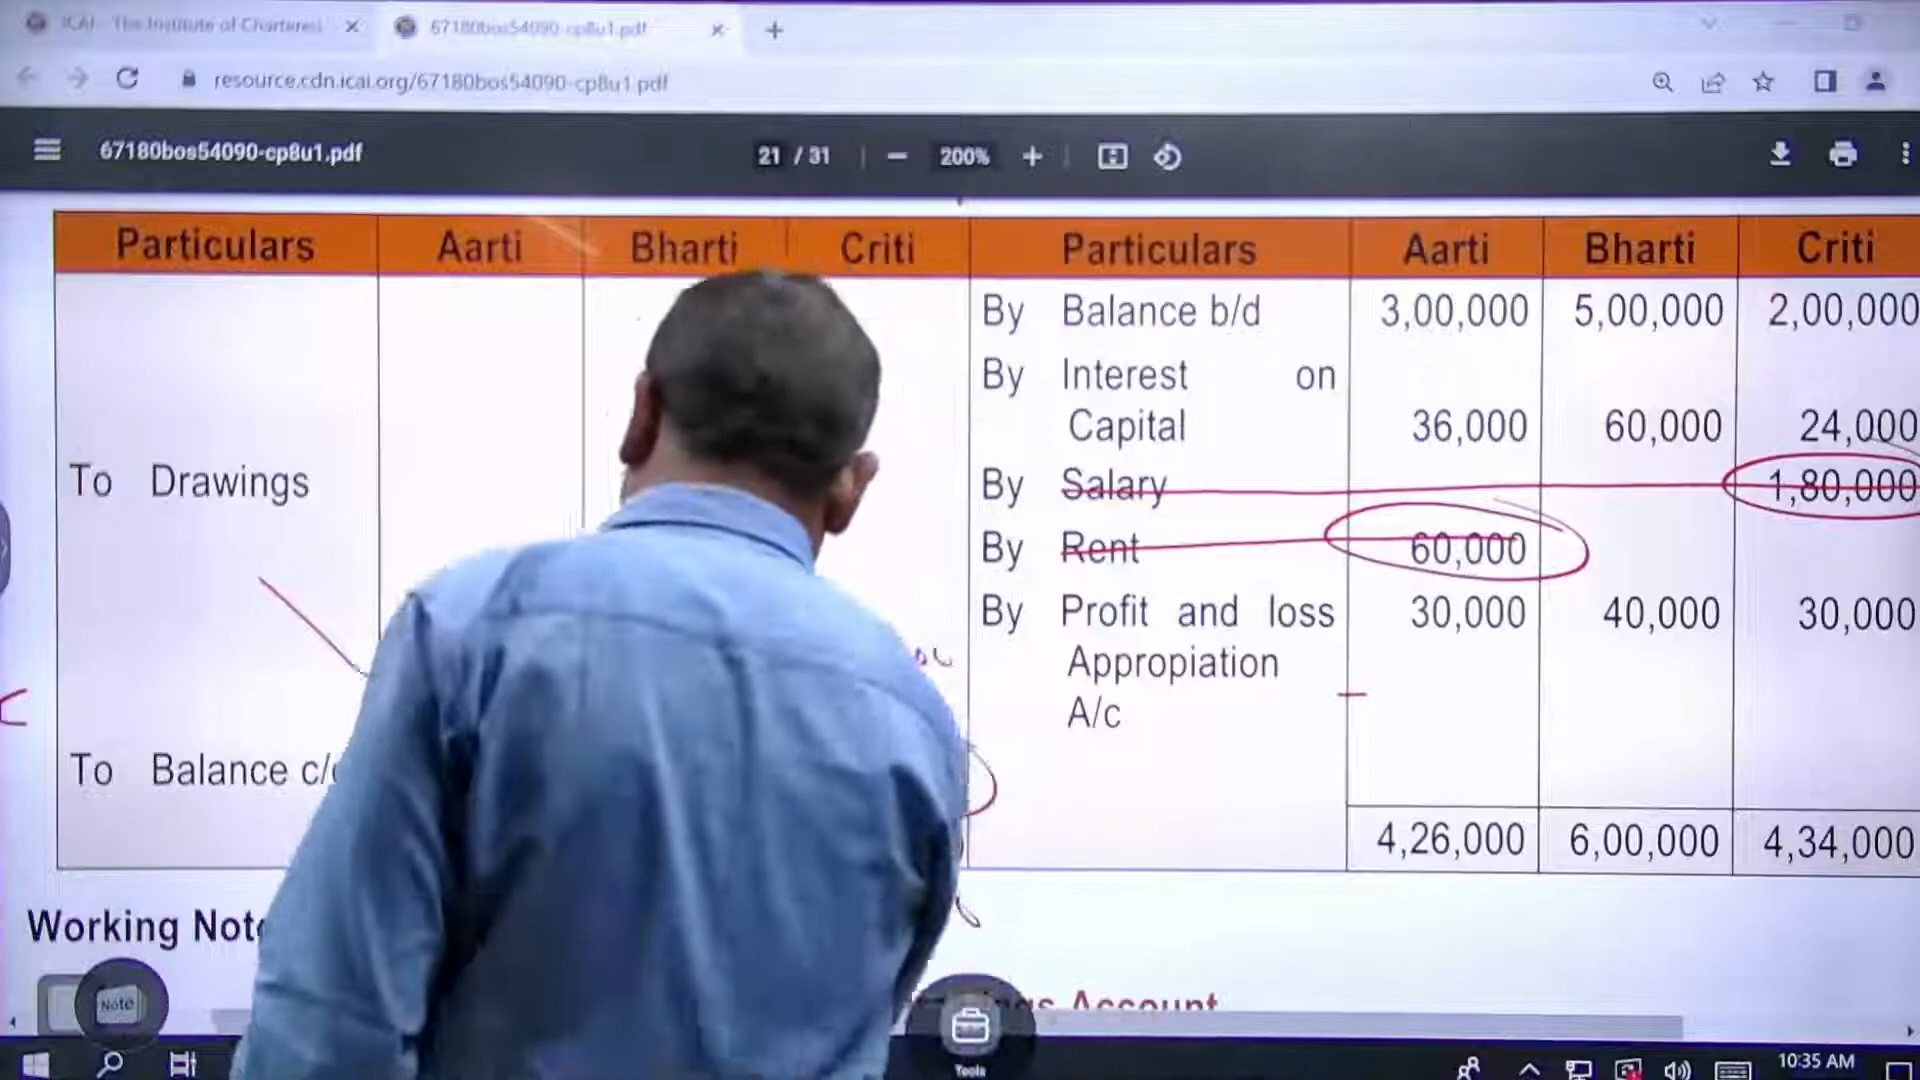 ICAI - The Institute of Chartered
67180bos54090-cp8u1.pdf
resource.cdn.icai.org/67180bos54090-cp8u1.pdf
67180bos54090-cp8u1.pdf
21 / 31
200%
Particulars Aarti Bharti Criti Particulars Aarti Bharti Criti
By Balance b/d 3,00,000 5,00,000 2,00,000
By Interest on
Capital 36,000 60,000 24,000
To Drawings By Salary 1,80,000
By Rent 60,000
By Profit and loss 30,000 40,000 30,000
Appropiation
A/c
To Balance
4,26,000 6,00,000 4,34,000
Working
Account
Note
Tools
10:35 AM